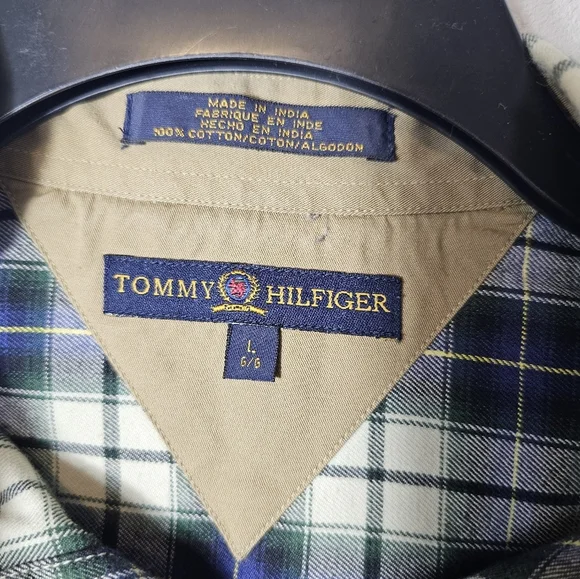 MADE IN INDIA
FABRIQUE EN INDE
HECHO EN INDIA
100% COTTON/COTON/ALGODON
TOMMY HILFIGER
L
G/G